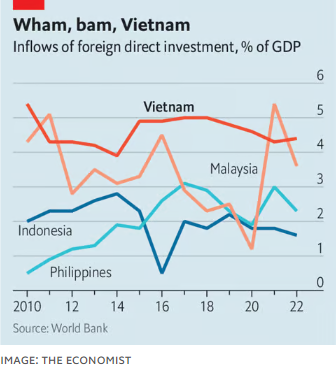 Wham, bam, Vietnam
Inflows of foreign direct investment, % of GDP
6
Vietnam
5
Malaysia
4
3
Indonesia
2
Philippines
1
0
2010 12 14 16 18 20 22
Source: World Bank
IMAGE: THE ECONOMIST